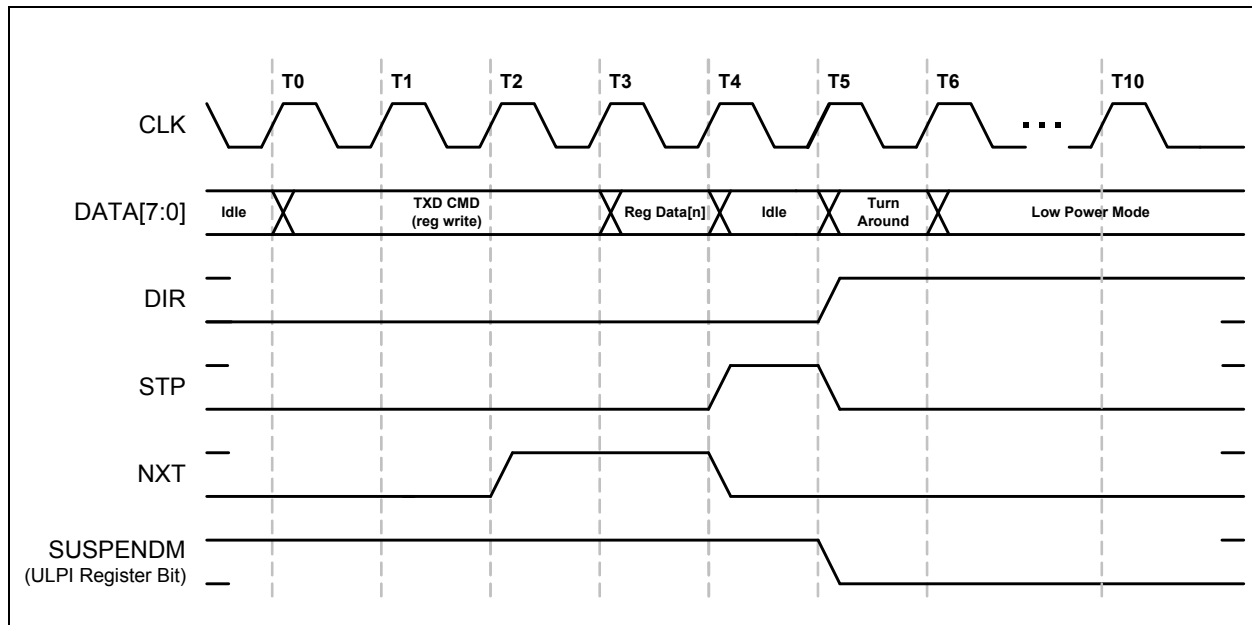 T0 T1 T2 T3 T4 T5 T6 T10
CLK
...
DATA[7:0] Idle TXD CMD Reg Data[n] Idle Turn Low Power Mode
(reg write) Around
DIR
STP
NXT
SUSPENDM
(ULPI Register Bit)